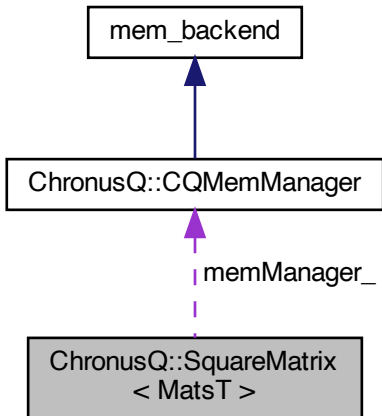 mem_backend
ChronusQ::CQMemManager
memManager_
ChronusQ::SquareMatrix
< MatsT >